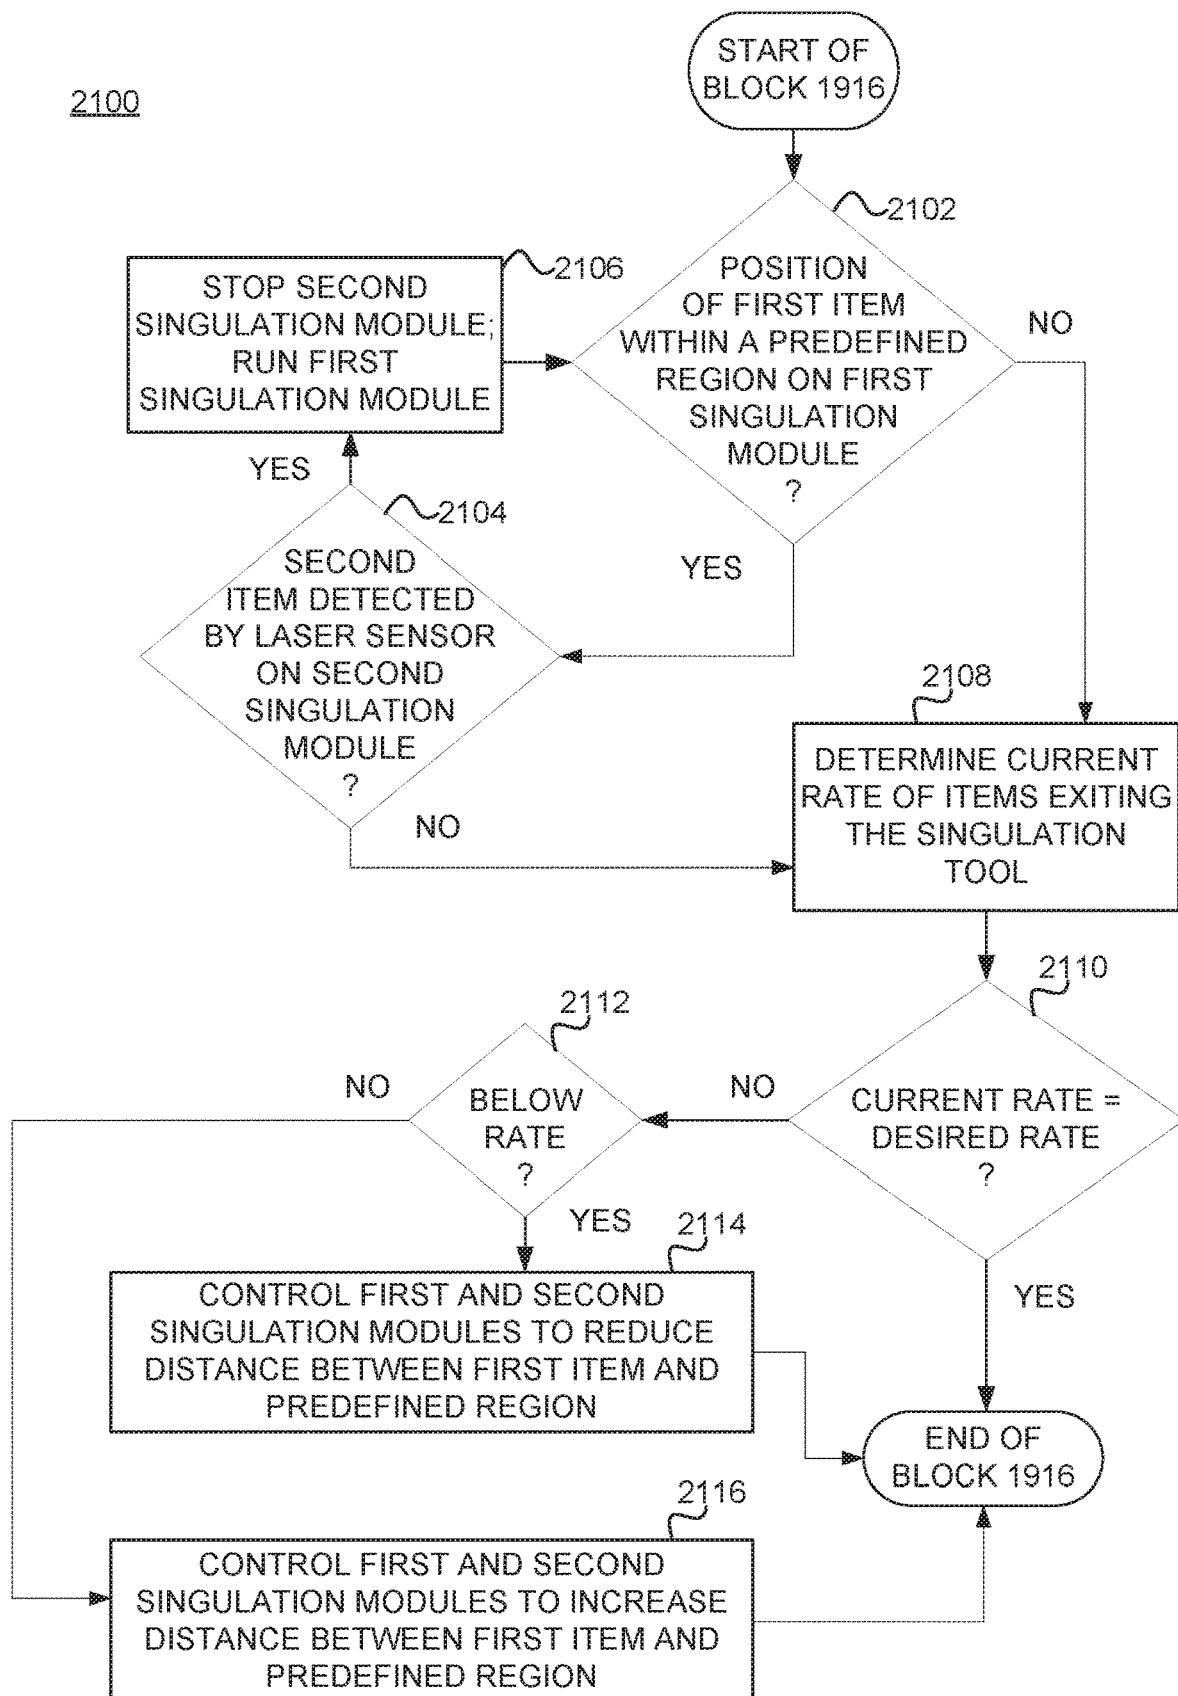 START OF
BLOCK 1916
2100
2102
POSITION
OF FIRST ITEM
WITHIN A PREDEFINED
REGION ON FIRST
SINGULATION
MODULE
?
NO
YES
2106
STOP SECOND
SINGULATION MODULE;
RUN FIRST
SINGULATION MODULE
YES
2104
SECOND
ITEM DETECTED
BY LASER SENSOR
ON SECOND
SINGULATION
MODULE
?
NO
2108
DETERMINE CURRENT
RATE OF ITEMS EXITING
THE SINGULATION
TOOL
2110
CURRENT RATE =
DESIRED RATE
?
NO
YES
2112
BELOW
RATE
?
NO
YES
2114
CONTROL FIRST AND SECOND
SINGULATION MODULES TO REDUCE
DISTANCE BETWEEN FIRST ITEM AND
PREDEFINED REGION
END OF
BLOCK 1916
2116
CONTROL FIRST AND SECOND
SINGULATION MODULES TO INCREASE
DISTANCE BETWEEN FIRST ITEM AND
PREDEFINED REGION